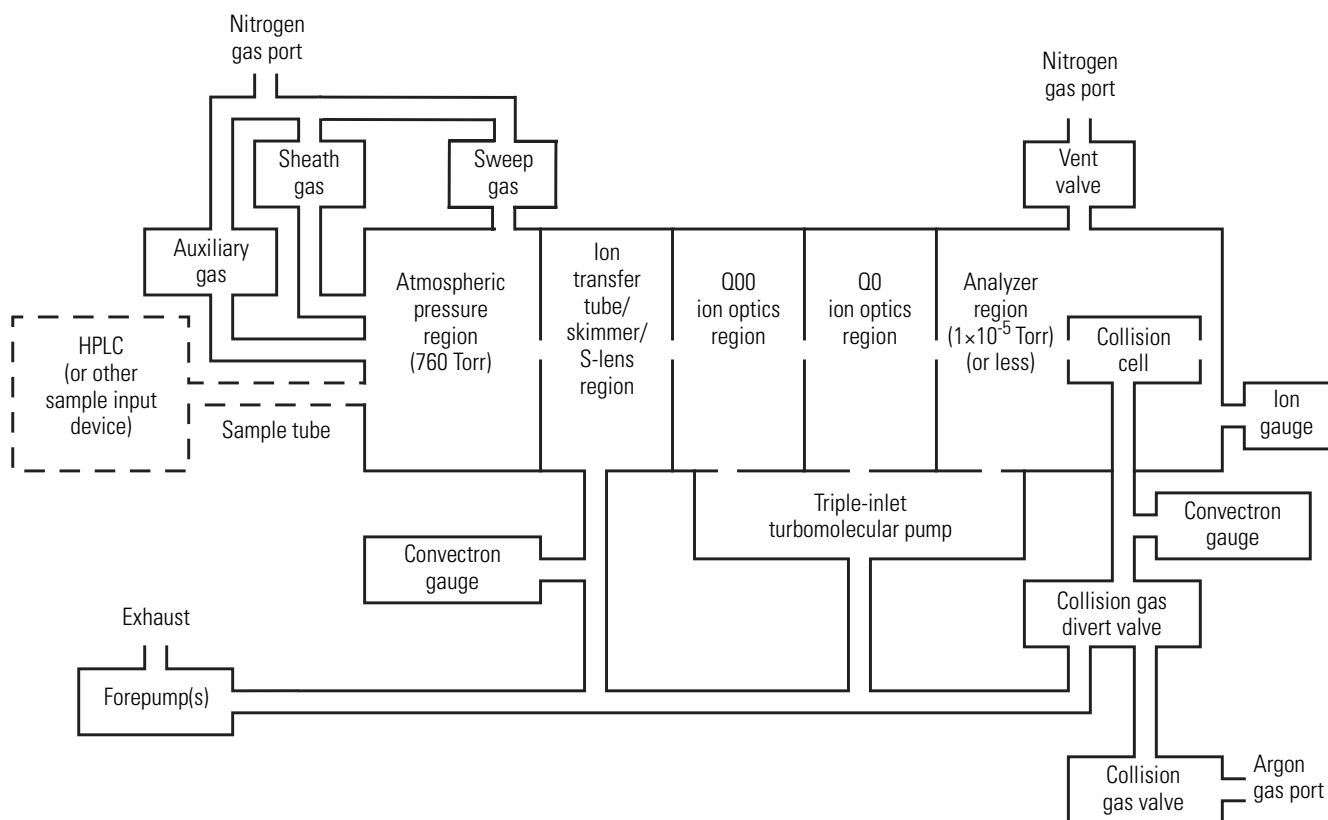 Nitrogen
gas port
Nitrogen
gas port
Sheath
gas
Sweep
gas
Vent
valve
Auxiliary
gas
Atmospheric
pressure
region
(760 Torr)
Ion
transfer
tube/
skimmer/
S-lens
region
Q00
ion optics
region
Q0
ion optics
region
Analyzer
region
(1×10⁻⁵ Torr)
(or less)
Collision
cell
HPLC
(or other
sample input
device)
Sample tube
Ion
gauge
Triple-inlet
turbomolecular pump
Convectron
gauge
Convectron
gauge
Collision gas
divert valve
Exhaust
Forepump(s)
Collision
gas valve
Argon
gas port